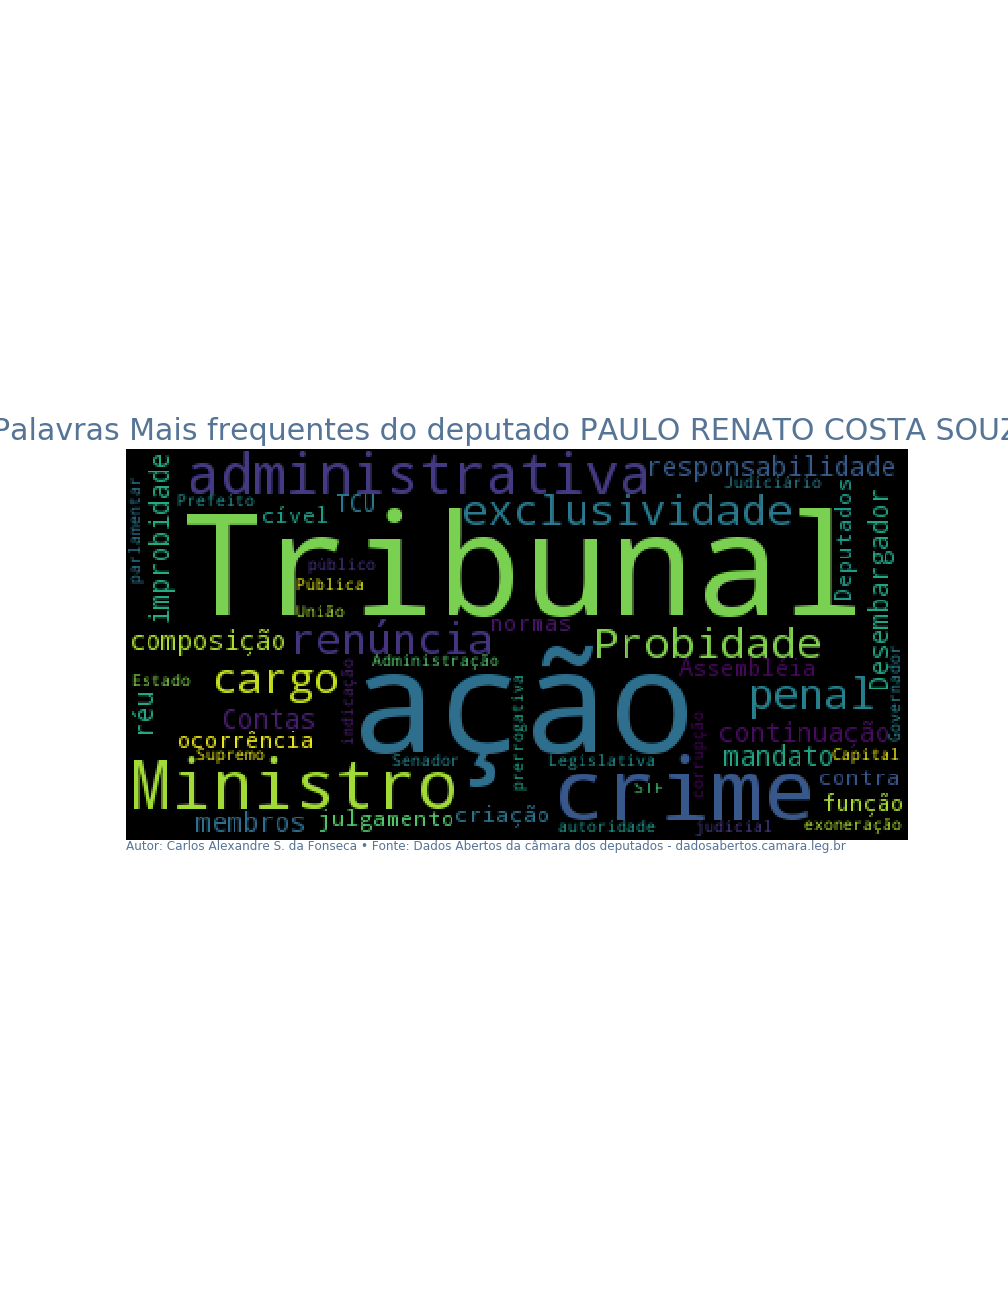 Palavras Mais frequentes do deputado PAULO RENATO COSTA SOUZ
administrativa
responsabilidade
Judiciário
improbidade
parlamentar
Prefeito
TCU
cível
exclusividade
Deputados
Desembargador
Tribunal
público
Pública
União
normas
composição
renúncia
Probidade
Administração
Assembléia
Governador
Estado
cargo
indicação
ação
prerrogativa
penal
réu
Contas
corrupção
continuação
ocorrência
Supremo
Senador
Legislativa
mandato
Capital
Ministro
crime
STF
contra
função
membros
julgamento
criação
autoridade
judicial
exoneração
Autor: Carlos Alexandre S. da Fonseca • Fonte: Dados Abertos da câmara dos deputados - dadosabertos.camara.leg.br